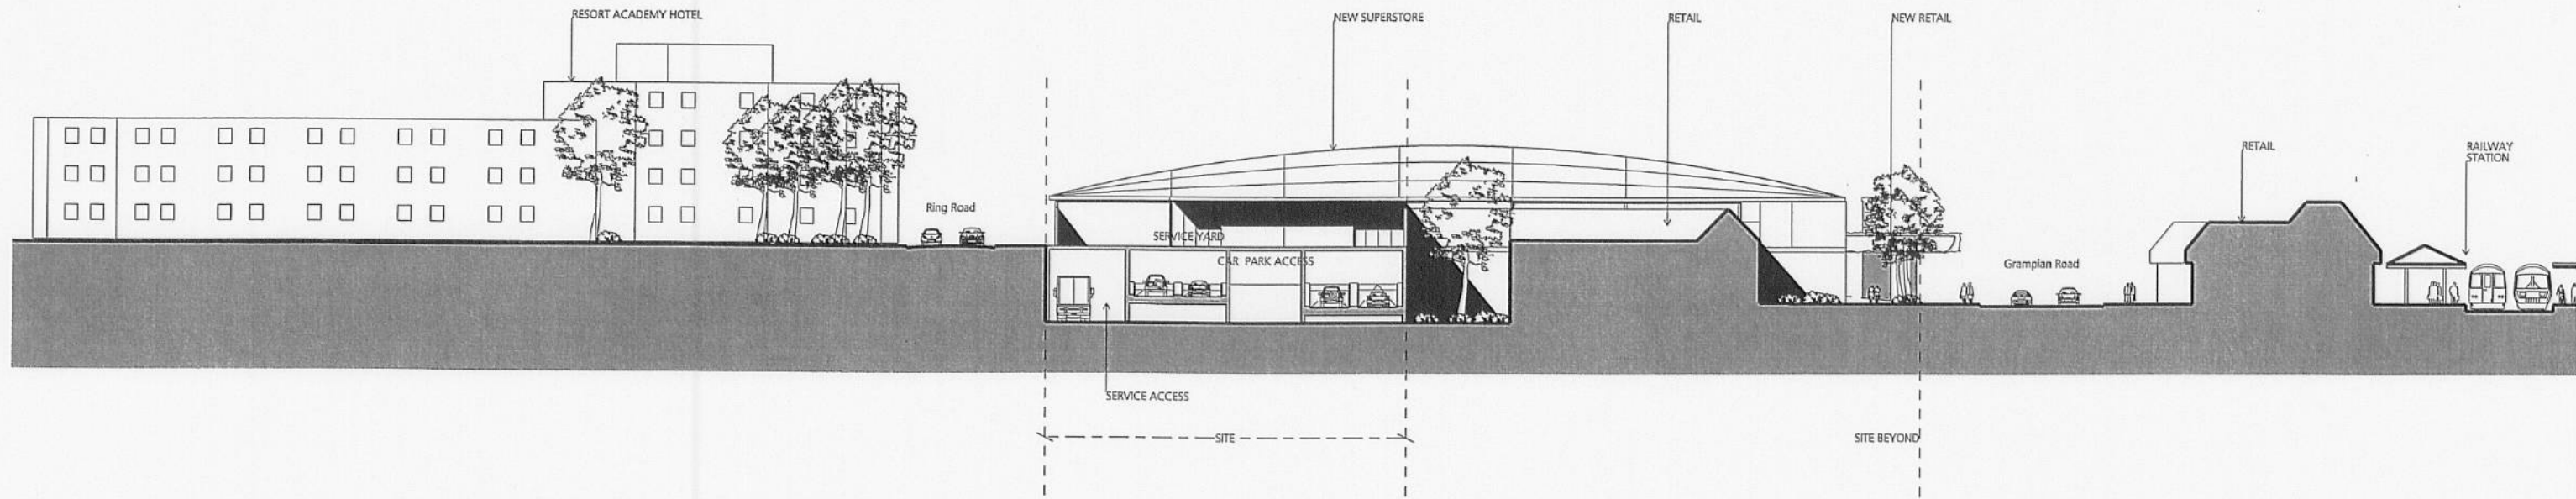 RESORT ACADEMY HOTEL
NEW SUPERSTORE
RETAIL
NEW RETAIL
RETAIL
RAILWAY
STATION
Ring Road
SERVICE YARD
CAR PARK ACCESS
Grampian Road
SERVICE ACCESS
SITE
SITE BEYOND